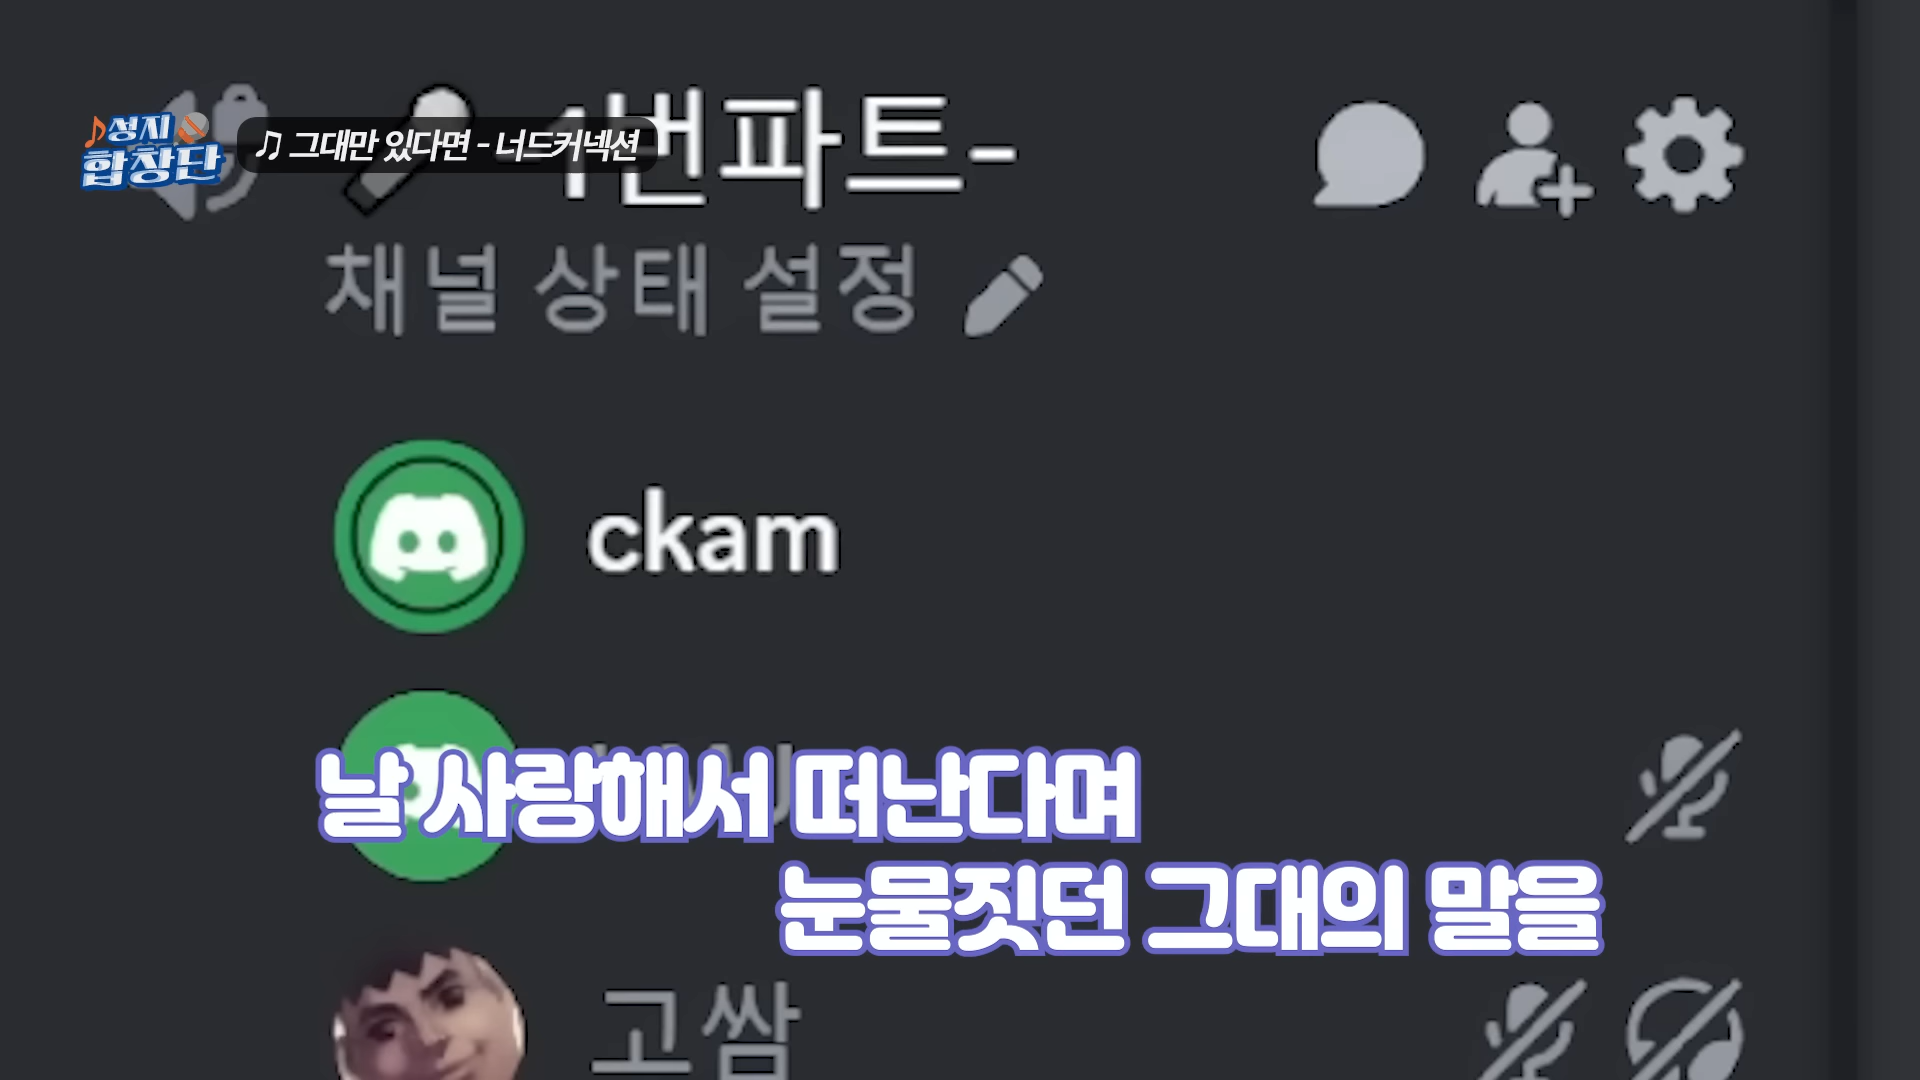 성지
합창단
♫ 그대만 있다면 - 너드커넥션
-1번파트-
채널 상태 설정
ckam
날 사랑해서 떠난다며
눈물짓던 그대의 말을
고쌈